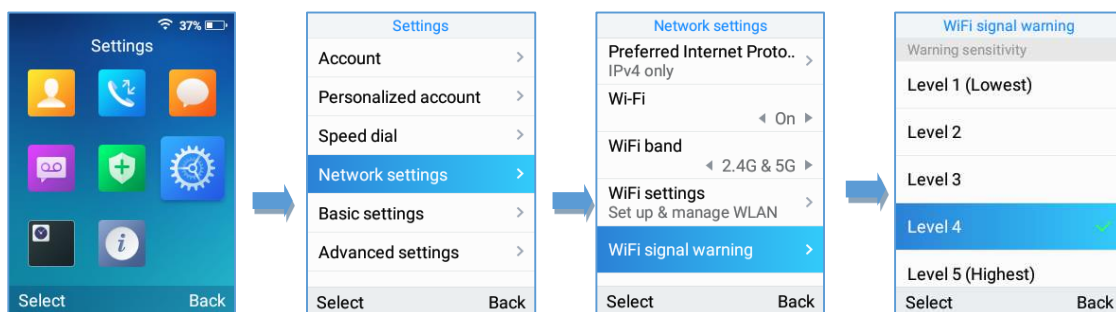 37%
Settings
Select Back
Settings
Account
Personalized account
Speed dial
Network settings
Basic settings
Advanced settings
Select Back
Network settings
Preferred Internet Proto..
IPv4 only
Wi-Fi
On
WiFi band
2.4G & 5G
WiFi settings
Set up & manage WLAN
WiFi signal warning
Select Back
WiFi signal warning
Warning sensitivity
Level 1 (Lowest)
Level 2
Level 3
Level 4
Level 5 (Highest)
Select Back